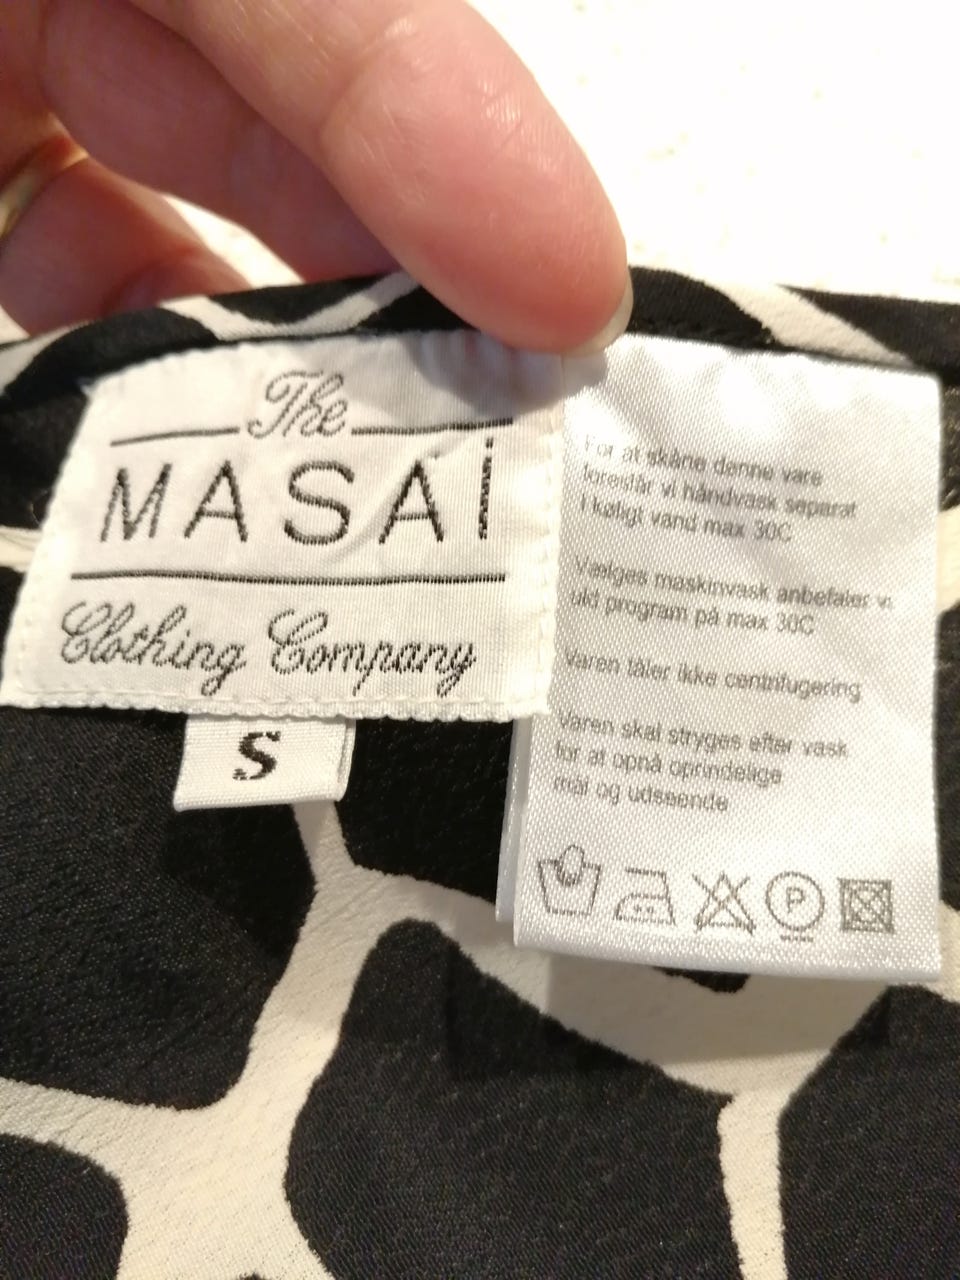 The
MASAI
Clothing Company
S
For at skåne denne vare
foreslår vi håndvask separat
I køligt vand max 30C
Vælges maskinvask anbefaler vi
uld program på max 30C
Varen tåler ikke centrifugering
Varen skal stryges efter vask
for at opnå oprindelige
mål og udseende
P